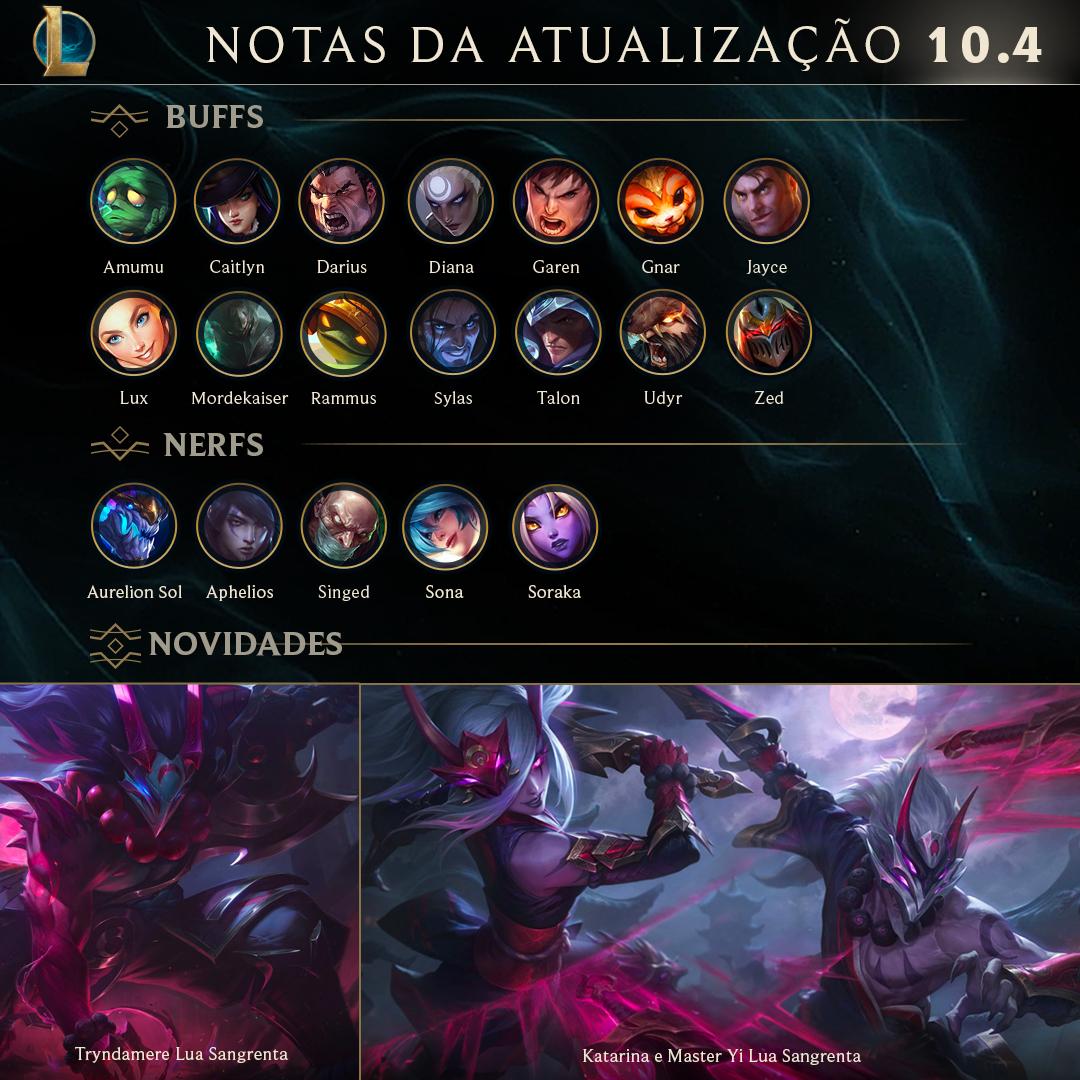 NOTAS DA ATUALIZAÇÃO 10.4
BUFFS
Amumu Caitlyn Darius Diana Garen Gnar Jayce
Lux Mordekaiser Rammus Sylas Talon Udyr Zed
NERFS
Aurelion Sol Aphelios Singed Sona Soraka
NOVIDADES
Tryndamere Lua Sangrenta
Katarina e Master Yi Lua Sangrenta